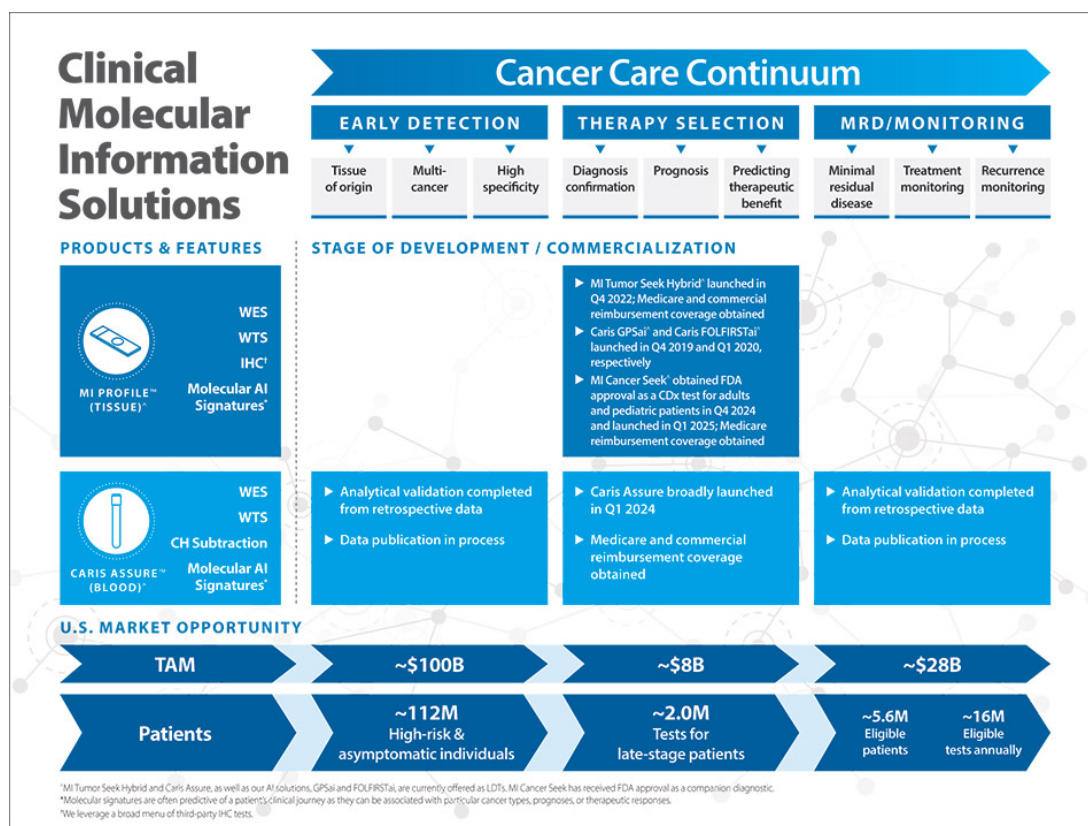 Clinical
Molecular
Information
Solutions
Cancer Care Continuum
EARLY DETECTION
THERAPY SELECTION
MRD/MONITORING
Tissue
of origin
Multi-
cancer
High
specificity
Diagnosis
confirmation
Prognosis
Predicting
therapeutic
benefit
Minimal
residual
disease
Treatment
monitoring
Recurrence
monitoring
PRODUCTS & FEATURES
STAGE OF DEVELOPMENT / COMMERCIALIZATION
MI PROFILE™
(TISSUE)^
WES
WTS
IHC†
Molecular AI
Signatures*
► MI Tumor Seek Hybrid^ launched in
Q4 2022; Medicare and commercial
reimbursement coverage obtained
► Caris GPSai^ and Caris FOLFIRSTai^
launched in Q4 2019 and Q1 2020,
respectively
► MI Cancer Seek^ obtained FDA
approval as a CDx test for adults
and pediatric patients in Q4 2024
and launched in Q1 2025; Medicare
reimbursement coverage obtained
CARIS ASSURE™
(BLOOD)^
WES
WTS
CH Subtraction
Molecular AI
Signatures*
► Analytical validation completed
from retrospective data
► Data publication in process
► Caris Assure broadly launched
in Q1 2024
► Medicare and commercial
reimbursement coverage
obtained
► Analytical validation completed
from retrospective data
► Data publication in process
U.S. MARKET OPPORTUNITY
TAM
~$100B
~$8B
~$28B
Patients
~112M
High-risk &
asymptomatic individuals
~2.0M
Tests for
late-stage patients
~5.6M
Eligible
patients
~16M
Eligible
tests annually
^MI Tumor Seek Hybrid and Caris Assure, as well as our AI solutions, GPSai and FOLFIRSTai, are currently offered as LDTs. MI Cancer Seek has received FDA approval as a companion diagnostic.
*Molecular signatures are often predictive of a patient's clinical journey as they can be associated with particular cancer types, prognoses, or therapeutic responses.
†We leverage a broad menu of third-party IHC tests.